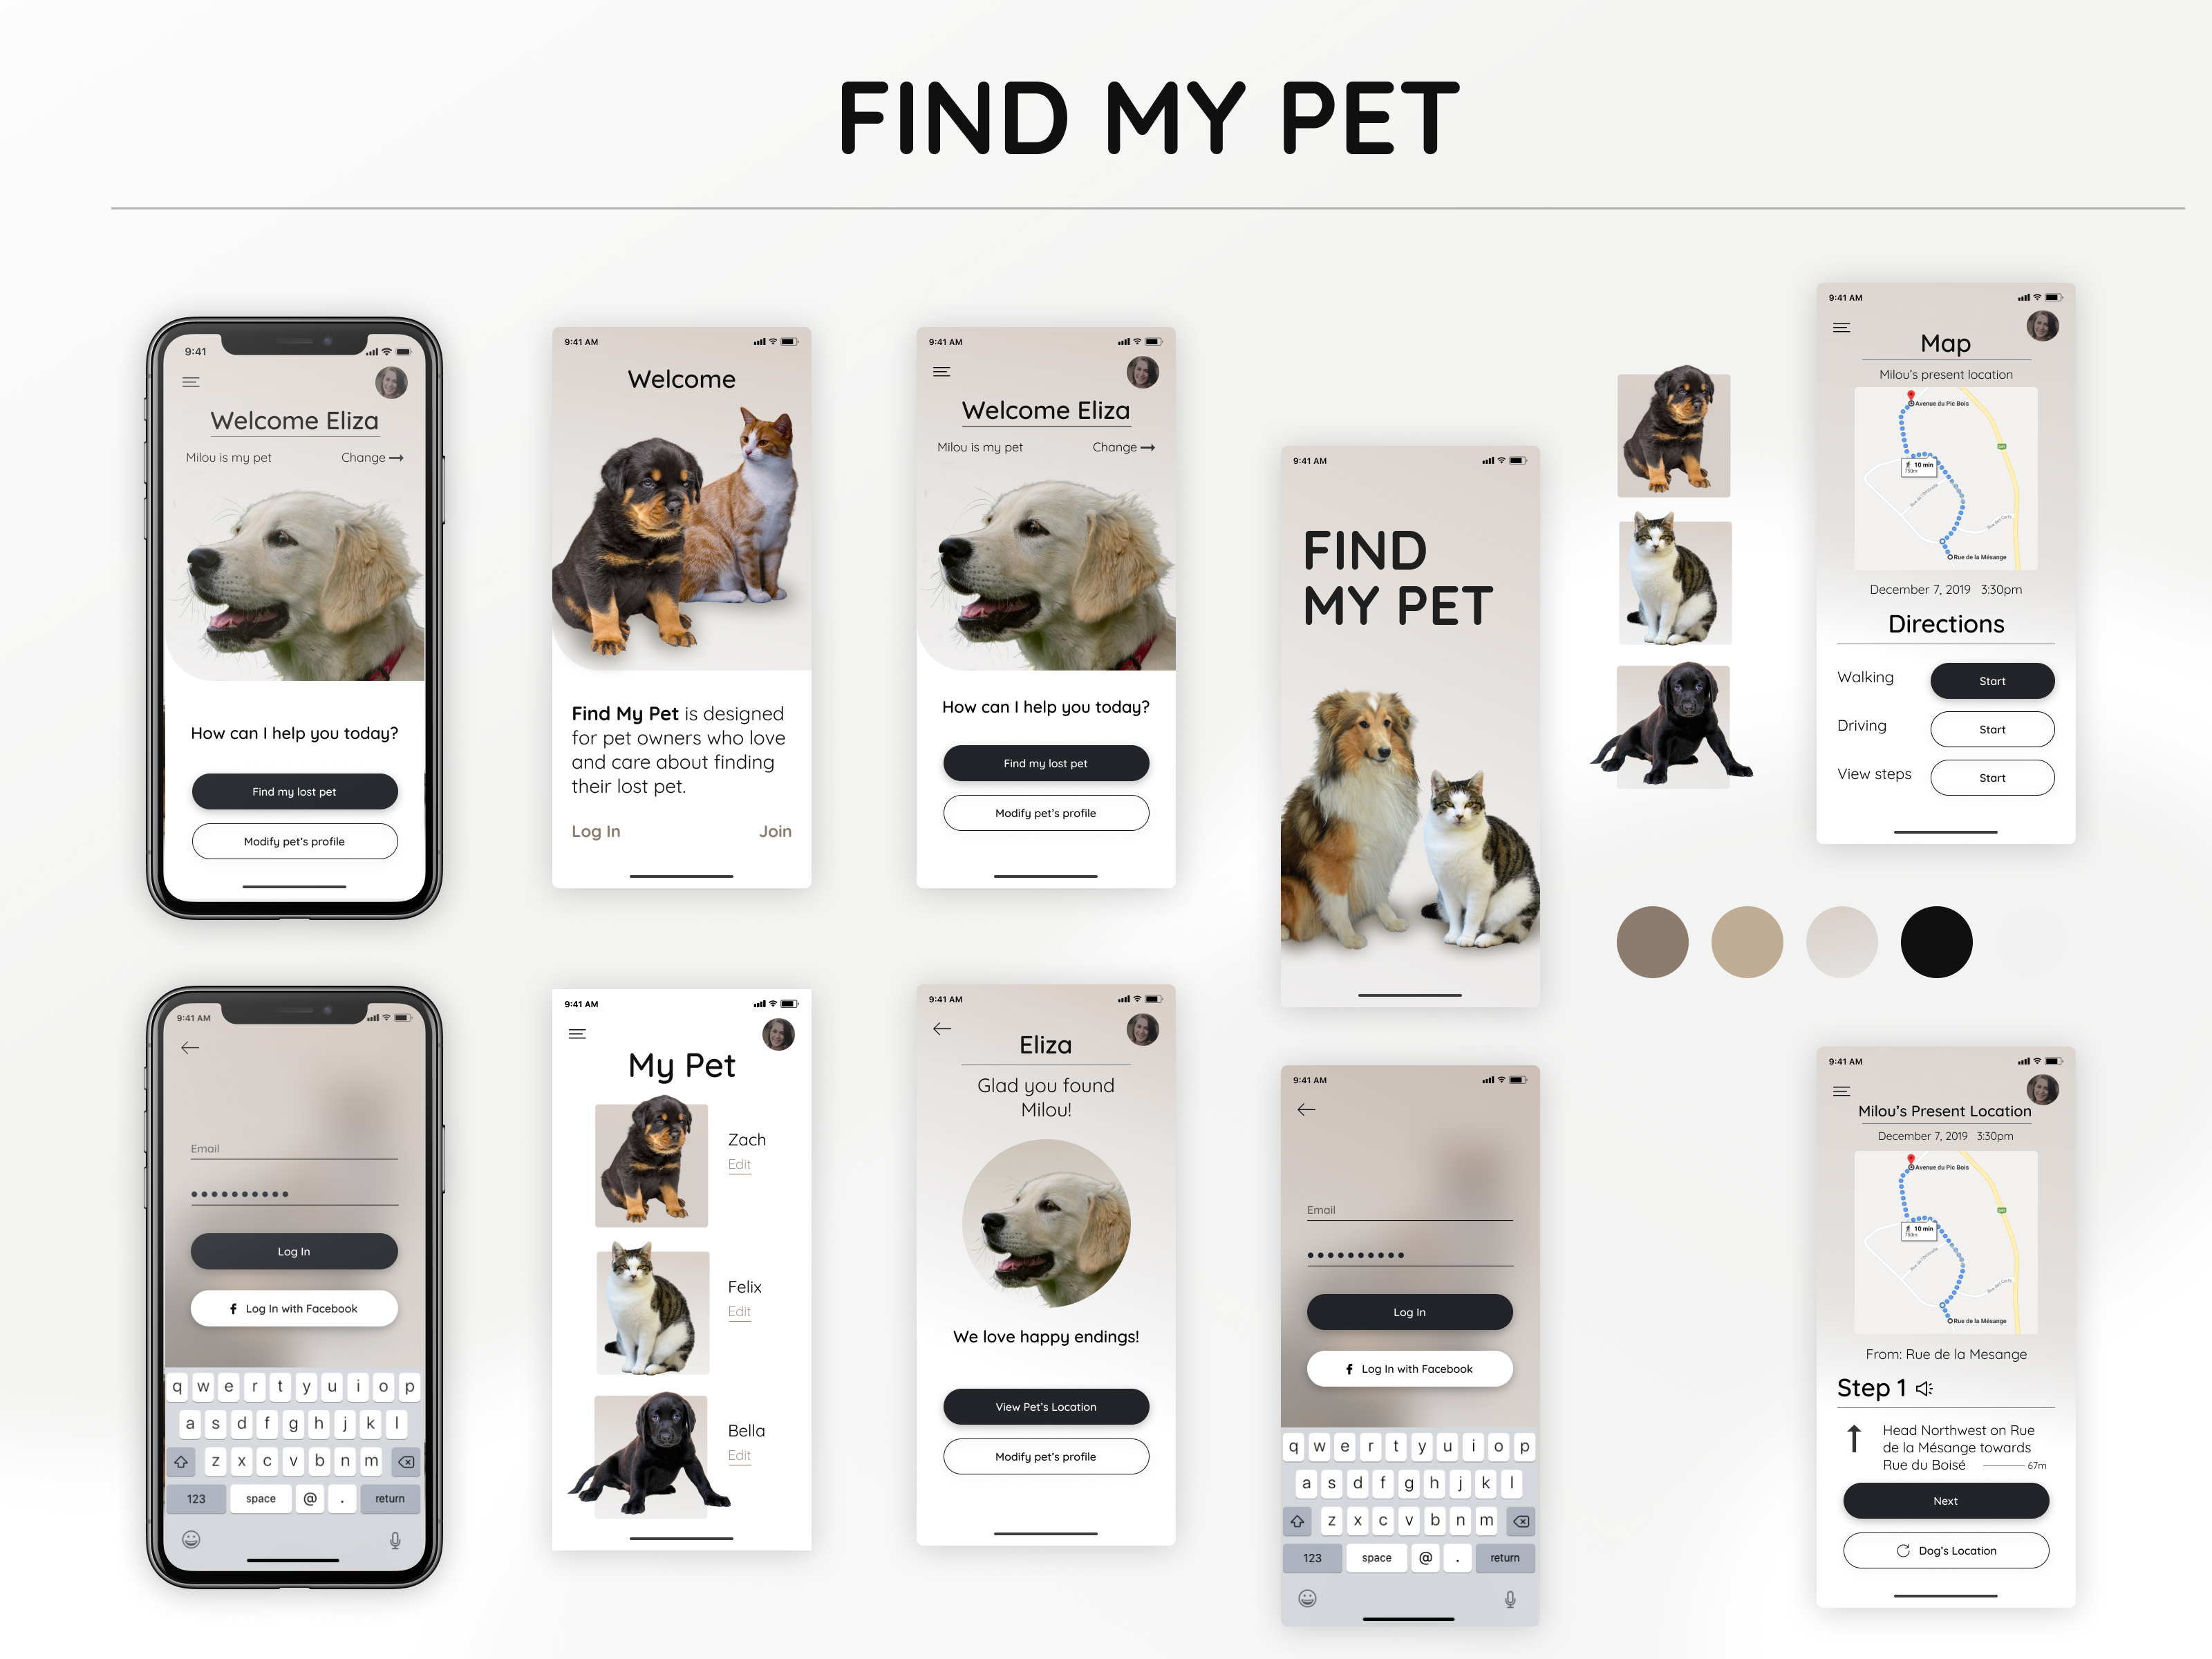 FIND MY PET
9:41
Welcome Eliza
Milou is my pet
Change
How can I help you today?
Find my lost pet
Modify pet's profile
9:41 AM
Welcome
Find My Pet is designed
for pet owners who love
and care about finding
their lost pet.
Log In
Join
9:41 AM
Welcome Eliza
Milou is my pet
Change
How can I help you today?
Find my lost pet
Modify pet's profile
9:41 AM
FIND
MY PET
9:41 AM
Map
Milou's present location
Avenue du Pic Bois
10 min
Rue de la Mésange
December 7, 2019 3:30pm
Directions
Walking
Start
Driving
Start
View steps
Start
9:41 AM
Email
Log In
f Log In with Facebook
q w e r t y u i o p
a s d f g h j k l
z x c v b n m
123 space @ . return
9:41 AM
My Pet
Zach
Edit
Felix
Edit
Bella
Edit
9:41 AM
Eliza
Glad you found
Milou!
We love happy endings!
View Pet's Location
Modify pet's profile
9:41 AM
Email
Log In
f Log In with Facebook
q w e r t y u i o p
a s d f g h j k l
z x c v b n m
123 space @ . return
9:41 AM
Milou's Present Location
December 7, 2019 3:30pm
Avenue du Pic Bois
10 min
Rue de la Mésange
From: Rue de la Mesange
Step 1
Head Northwest on Rue
de la Mésange towards
Rue du Boisé
67m
Next
Dog's Location